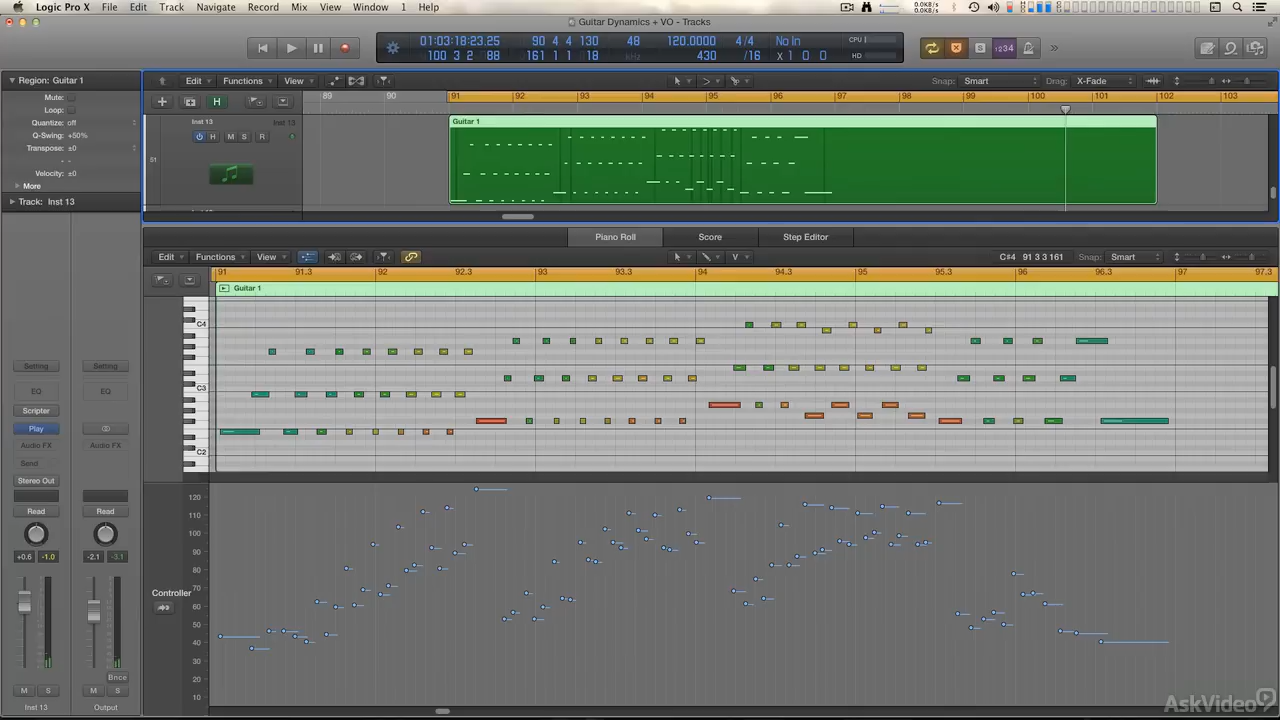 Logic Pro X File Edit Track Navigate Record Mix View Window 1 Help 0.0KB/s 0.0KB/s
Guitar Dynamics + VO - Tracks
01:03:18:23.25 90 4 4 130 48 120.0000 4/4 No In CPU
100 3 2 88 161 1 1 18 kHz 430 /16 x 1 0 0 HD
1234
Region: Guitar 1
Mute:
Loop:
Quantize: off
Q-Swing: +50%
Transpose: ±0
- -
Velocity: ±0
More
Track: Inst 13
Edit Functions View Snap: Smart Drag: X-Fade
H
89 90 91 92 93 94 95 96 97 98 99 100 101 102 103
S1
Inst 13 Inst 13
H M S R
Guitar 1
Piano Roll Score Step Editor
Edit Functions View V C#4 91 3 3 161 Snap: Smart
91 91.3 92 92.3 93 93.3 94 94.3 95 95.3 96 96.3 97 97.3
Guitar 1
C4
C3
C2
Setting Setting
EQ EQ
Scripter
Play
Audio FX Audio FX
Send
Stereo Out
Read Read
+0.6 -1.0 -2.1 -3.1
Bnce
M S M S
Inst 13 Output
Controller
120
100
90
80
70
60
50
40
30
20
10
AskVideo